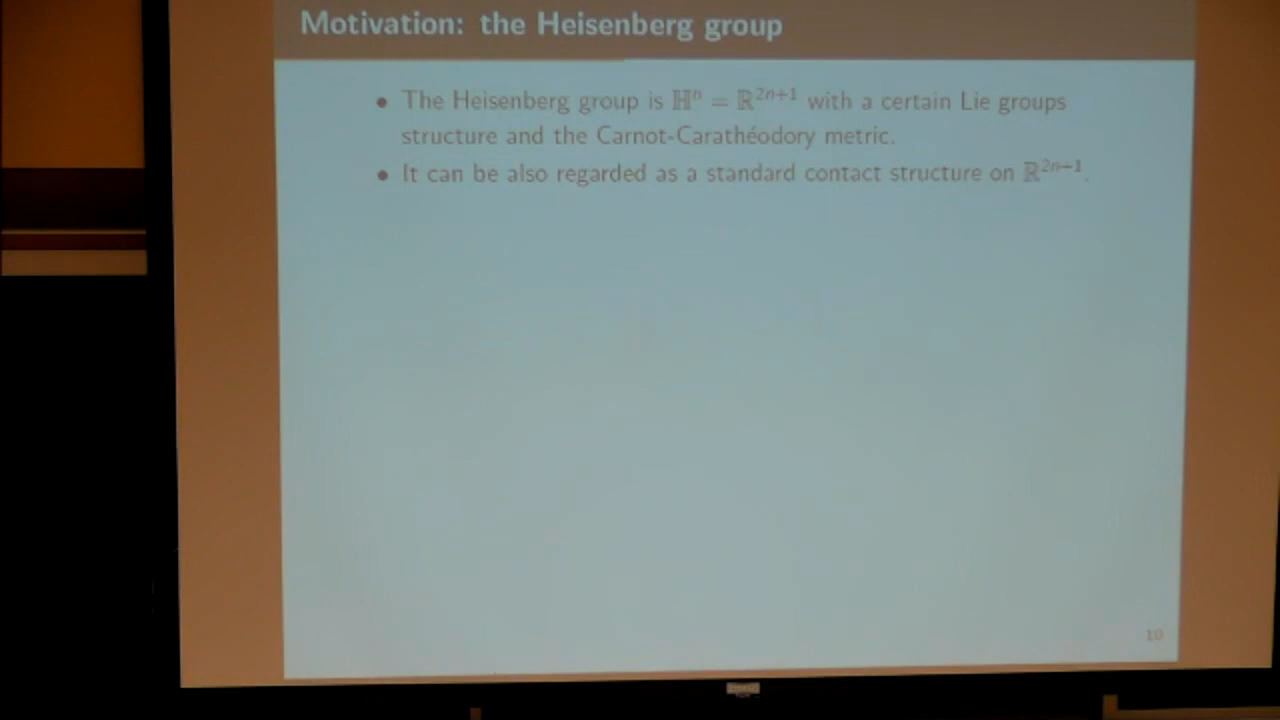 Motivation: the Heisenberg group
• The Heisenberg group is ℍⁿ = ℝ²ⁿ⁺¹ with a certain Lie groups
structure and the Carnot-Carathéodory metric.
• It can be also regarded as a standard contact structure on ℝ²ⁿ⁺¹.
10